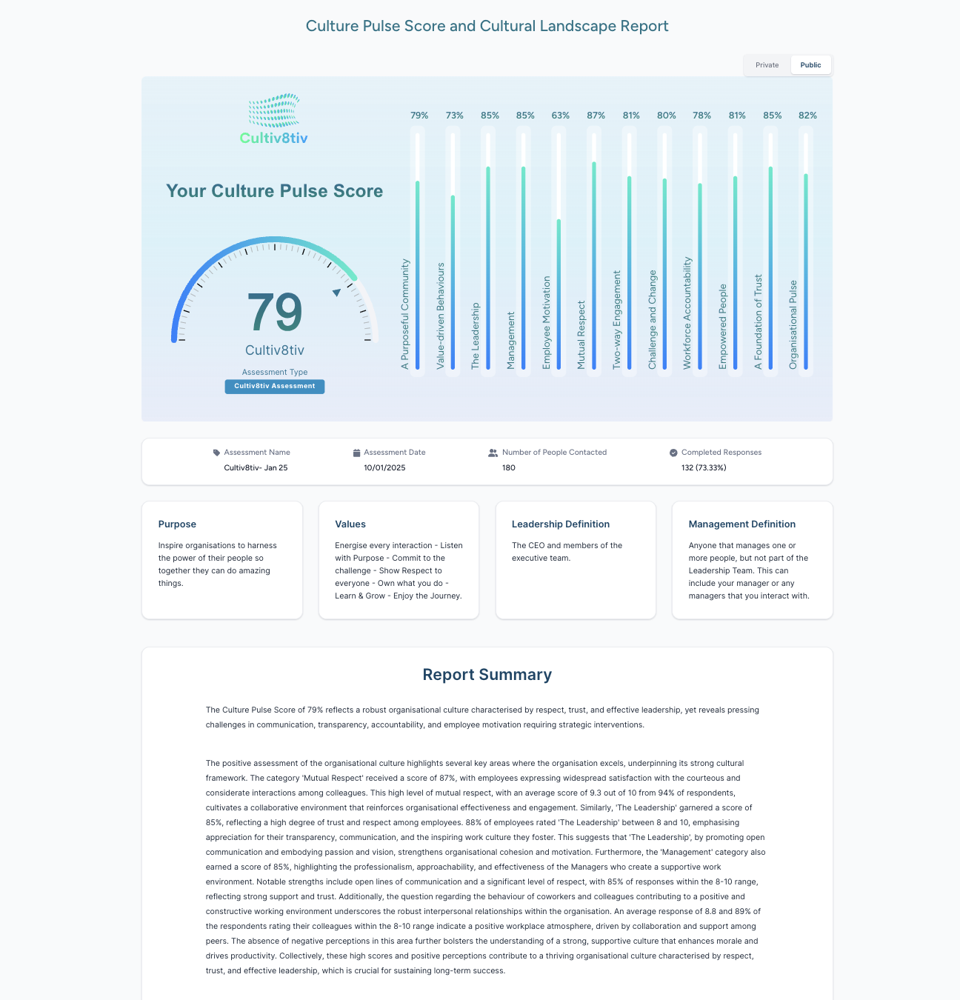 Culture Pulse Score and Cultural Landscape Report
Private
Public
Cultiv8tiv
Your Culture Pulse Score
79
Cultiv8tiv
Assessment Type
Cultiv8tiv Assessment
79%
73%
85%
85%
63%
87%
81%
80%
78%
81%
85%
82%
A Purposeful Community
Value-driven Behaviours
The Leadership
Management
Employee Motivation
Mutual Respect
Two-way Engagement
Challenge and Change
Workforce Accountability
Empowered People
A Foundation of Trust
Organisational Pulse
Assessment Name
Cultiv8tiv- Jan 25
Assessment Date
10/01/2025
Number of People Contacted
180
Completed Responses
132 (73.33%)
Purpose
Inspire organisations to harness
the power of their people so
together they can do amazing
things.
Values
Energise every interaction - Listen
with Purpose - Commit to the
challenge - Show Respect to
everyone - Own what you do -
Learn & Grow - Enjoy the Journey.
Leadership Definition
The CEO and members of the
executive team.
Management Definition
Anyone that manages one or
more people, but not part of the
Leadership Team. This can
include your manager or any
managers that you interact with.
Report Summary
The Culture Pulse Score of 79% reflects a robust organisational culture characterised by respect, trust, and effective leadership, yet reveals pressing
challenges in communication, transparency, accountability, and employee motivation requiring strategic interventions.
The positive assessment of the organisational culture highlights several key areas where the organisation excels, underpinning its strong cultural
framework. The category 'Mutual Respect' received a score of 87%, with employees expressing widespread satisfaction with the courteous and
considerate interactions among colleagues. This high level of mutual respect, with an average score of 9.3 out of 10 from 94% of respondents,
cultivates a collaborative environment that reinforces organisational effectiveness and engagement. Similarly, 'The Leadership' garnered a score of
85%, reflecting a high degree of trust and respect among employees. 88% of employees rated 'The Leadership' between 8 and 10, emphasising
appreciation for their transparency, communication, and the inspiring work culture they foster. This suggests that 'The Leadership', by promoting open
communication and embodying passion and vision, strengthens organisational cohesion and motivation. Furthermore, the 'Management' category also
earned a score of 85%, highlighting the professionalism, approachability, and effectiveness of the Managers who create a supportive work
environment. Notable strengths include open lines of communication and a significant level of respect, with 85% of responses within the 8-10 range,
reflecting strong support and trust. Additionally, the question regarding the behaviour of coworkers and colleagues contributing to a positive and
constructive working environment underscores the robust interpersonal relationships within the organisation. An average response of 8.8 and 89% of
the respondents rating their colleagues within the 8-10 range indicate a positive workplace atmosphere, driven by collaboration and support among
peers. The absence of negative perceptions in this area further bolsters the understanding of a strong, supportive culture that enhances morale and
drives productivity. Collectively, these high scores and positive perceptions contribute to a thriving organisational culture characterised by respect,
trust, and effective leadership, which is crucial for sustaining long-term success.